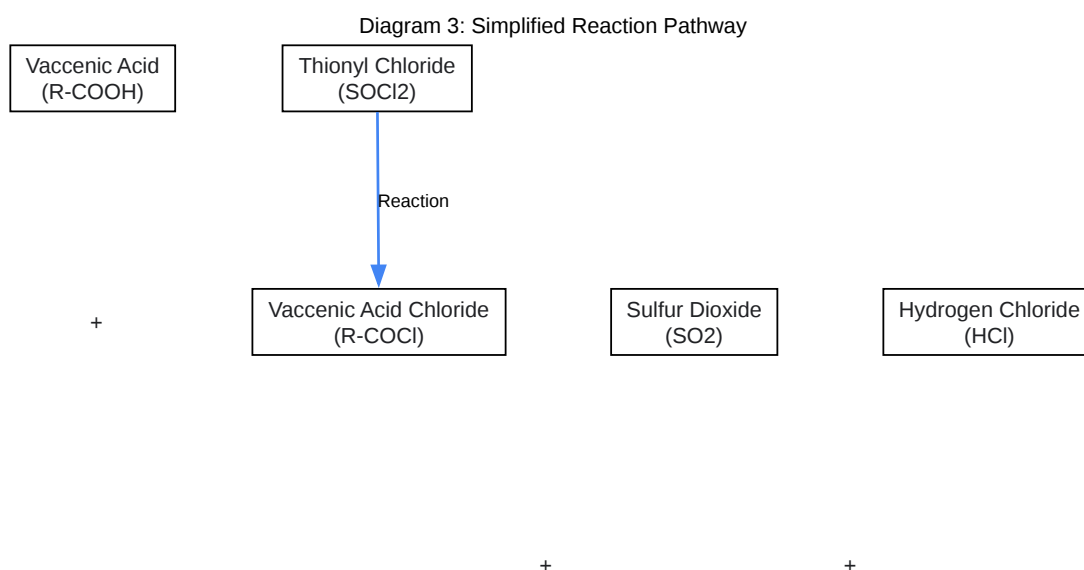 Diagram 3: Simplified Reaction Pathway
Vaccenic Acid
(R-COOH)
Thionyl Chloride
(SOCl2)
Reaction
+
Vaccenic Acid Chloride
(R-COCl)
Sulfur Dioxide
(SO2)
Hydrogen Chloride
(HCl)
+
+